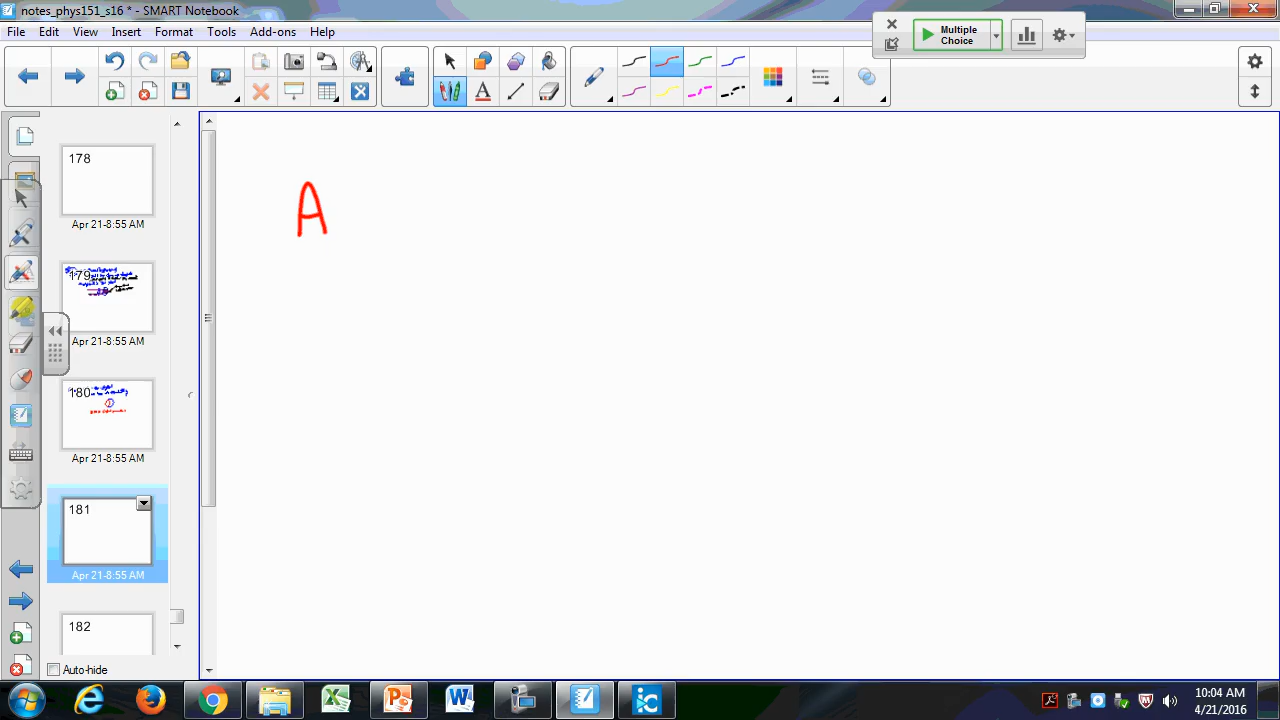 notes_phys151_s16 * - SMART Notebook
File Edit View Insert Format Tools Add-ons Help
Multiple
Choice
A
178
Apr 21-8:55 AM
179
Apr 21-8:55 AM
180
Apr 21-8:55 AM
181
Apr 21-8:55 AM
182
Auto-hide
10:04 AM
4/21/2016